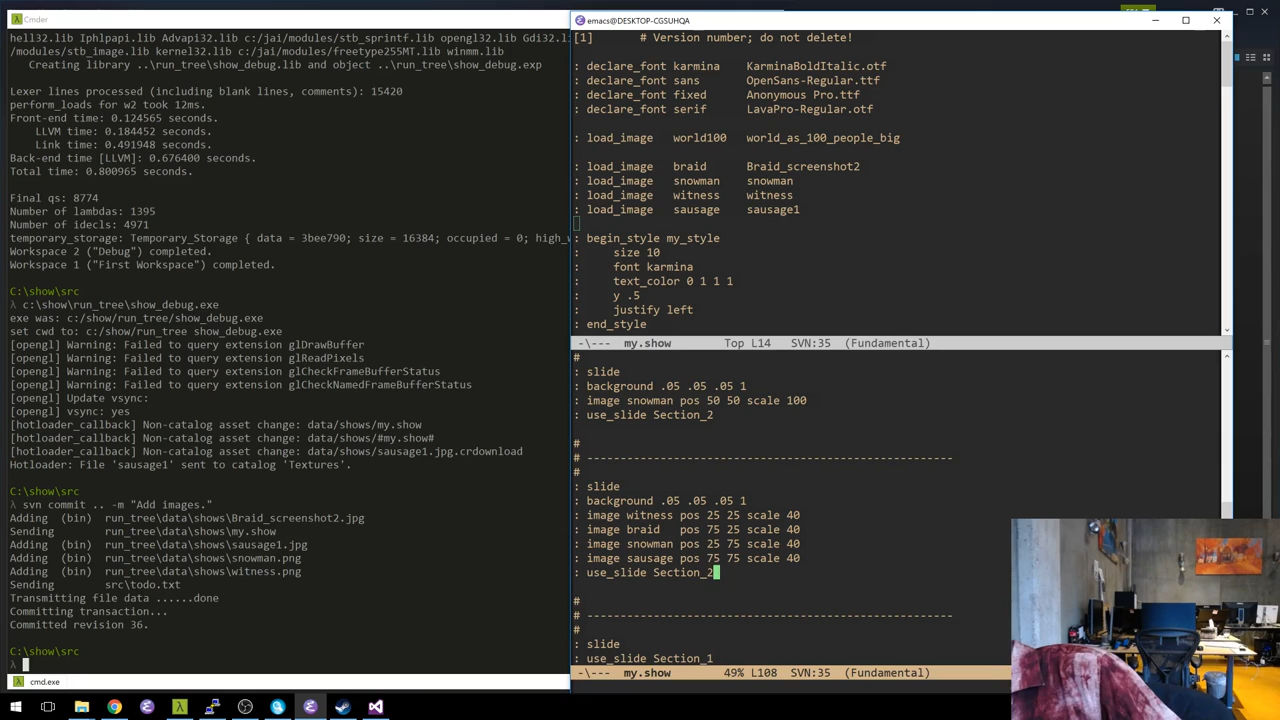 Cmder
hell32.lib Iphlpapi.lib Advapi32.lib c:/jai/modules/stb_sprintf.lib opengl32.lib Gdi32.li
/modules/stb_image.lib kernel32.lib c:/jai/modules/freetype255MT.lib winmm.lib
   Creating library ..\run_tree\show_debug.lib and object ..\run_tree\show_debug.exp
Lexer lines processed (including blank lines, comments): 15420
perform_loads for w2 took 12ms.
Front-end time: 0.124565 seconds.
    LLVM time: 0.184452 seconds.
    Link time: 0.491948 seconds.
Back-end time [LLVM]: 0.676400 seconds.
Total time: 0.800965 seconds.
Final qs: 8774
Number of lambdas: 1395
Number of idecls: 4971
temporary_storage: Temporary_Storage { data = 3bee790; size = 16384; occupied = 0; high_w
Workspace 2 ("Debug") completed.
Workspace 1 ("First Workspace") completed.
C:\show\src
λ c:\show\run_tree\show_debug.exe
exe was: c:/show/run_tree/show_debug.exe
set cwd to: c:/show/run_tree show_debug.exe
[opengl] Warning: Failed to query extension glDrawBuffer
[opengl] Warning: Failed to query extension glReadPixels
[opengl] Warning: Failed to query extension glCheckFrameBufferStatus
[opengl] Warning: Failed to query extension glCheckNamedFrameBufferStatus
[opengl] Update vsync:
[opengl] vsync: yes
[hotloader_callback] Non-catalog asset change: data/shows/my.show
[hotloader_callback] Non-catalog asset change: data/shows/#my.show#
[hotloader_callback] Non-catalog asset change: data/shows/sausage1.jpg.crdownload
Hotloader: File 'sausage1' sent to catalog 'Textures'.
C:\show\src
λ svn commit .. -m "Add images."
Adding  (bin)  run_tree\data\shows\Braid_screenshot2.jpg
Sending        run_tree\data\shows\my.show
Adding  (bin)  run_tree\data\shows\sausage1.jpg
Adding  (bin)  run_tree\data\shows\snowman.png
Adding  (bin)  run_tree\data\shows\witness.png
Sending        src\todo.txt
Transmitting file data ......done
Committing transaction...
Committed revision 36.
C:\show\src
λ
cmd.exe
emacs@DESKTOP-CGSUHQA
[1]       # Version number; do not delete!
: declare_font karmina    KarminaBoldItalic.otf
: declare_font sans       OpenSans-Regular.ttf
: declare_font fixed      Anonymous Pro.ttf
: declare_font serif      LavaPro-Regular.otf
: load_image   world100   world_as_100_people_big
: load_image   braid      Braid_screenshot2
: load_image   snowman    snowman
: load_image   witness    witness
: load_image   sausage    sausage1
: begin_style my_style
:     size 10
:     font karmina
:     text_color 0 1 1 1
:     y .5
:     justify left
: end_style
-\---  my.show        Top L14   SVN:35  (Fundamental)
#
: slide
: background .05 .05 .05 1
: image snowman pos 50 50 scale 100
: use_slide Section_2
#
# -------------------------------------------------------
#
: slide
: background .05 .05 .05 1
: image witness pos 25 25 scale 40
: image braid   pos 75 25 scale 40
: image snowman pos 25 75 scale 40
: image sausage pos 75 75 scale 40
: use_slide Section_2
#
# -------------------------------------------------------
#
: slide
: use_slide Section_1
-\---  my.show        49% L108  SVN:35  (Fundamental)